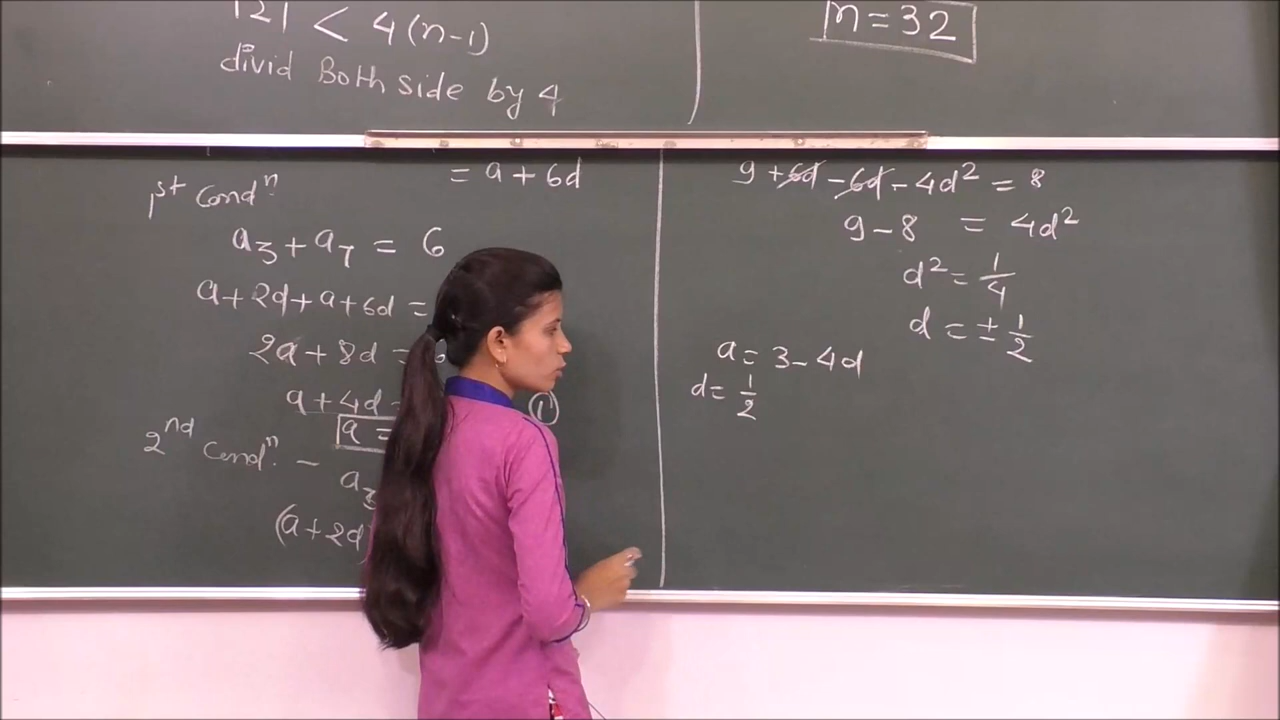 121 < 4(n-1)
divid Both side by 4
n=32
= a+6d
1st Condⁿ.
a3+a7 = 6
a+2d+a+6d =
2a+8d =
a+4d
①
a =
2nd Condⁿ. -
a3
(a+2d)
9+6d-6d-4d² = 8
9-8 = 4d²
d² = 1/4
d = ± 1/2
a = 3-4d
d = 1/2